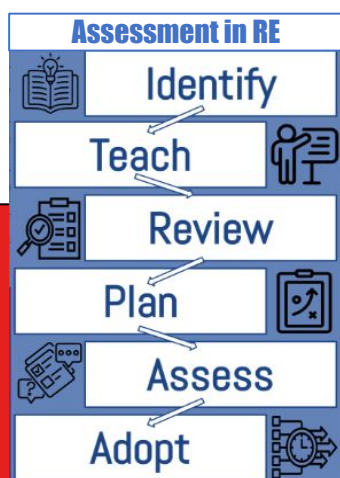 Assessment in RE
Identify
Teach
Review
Plan
Assess
Adopt